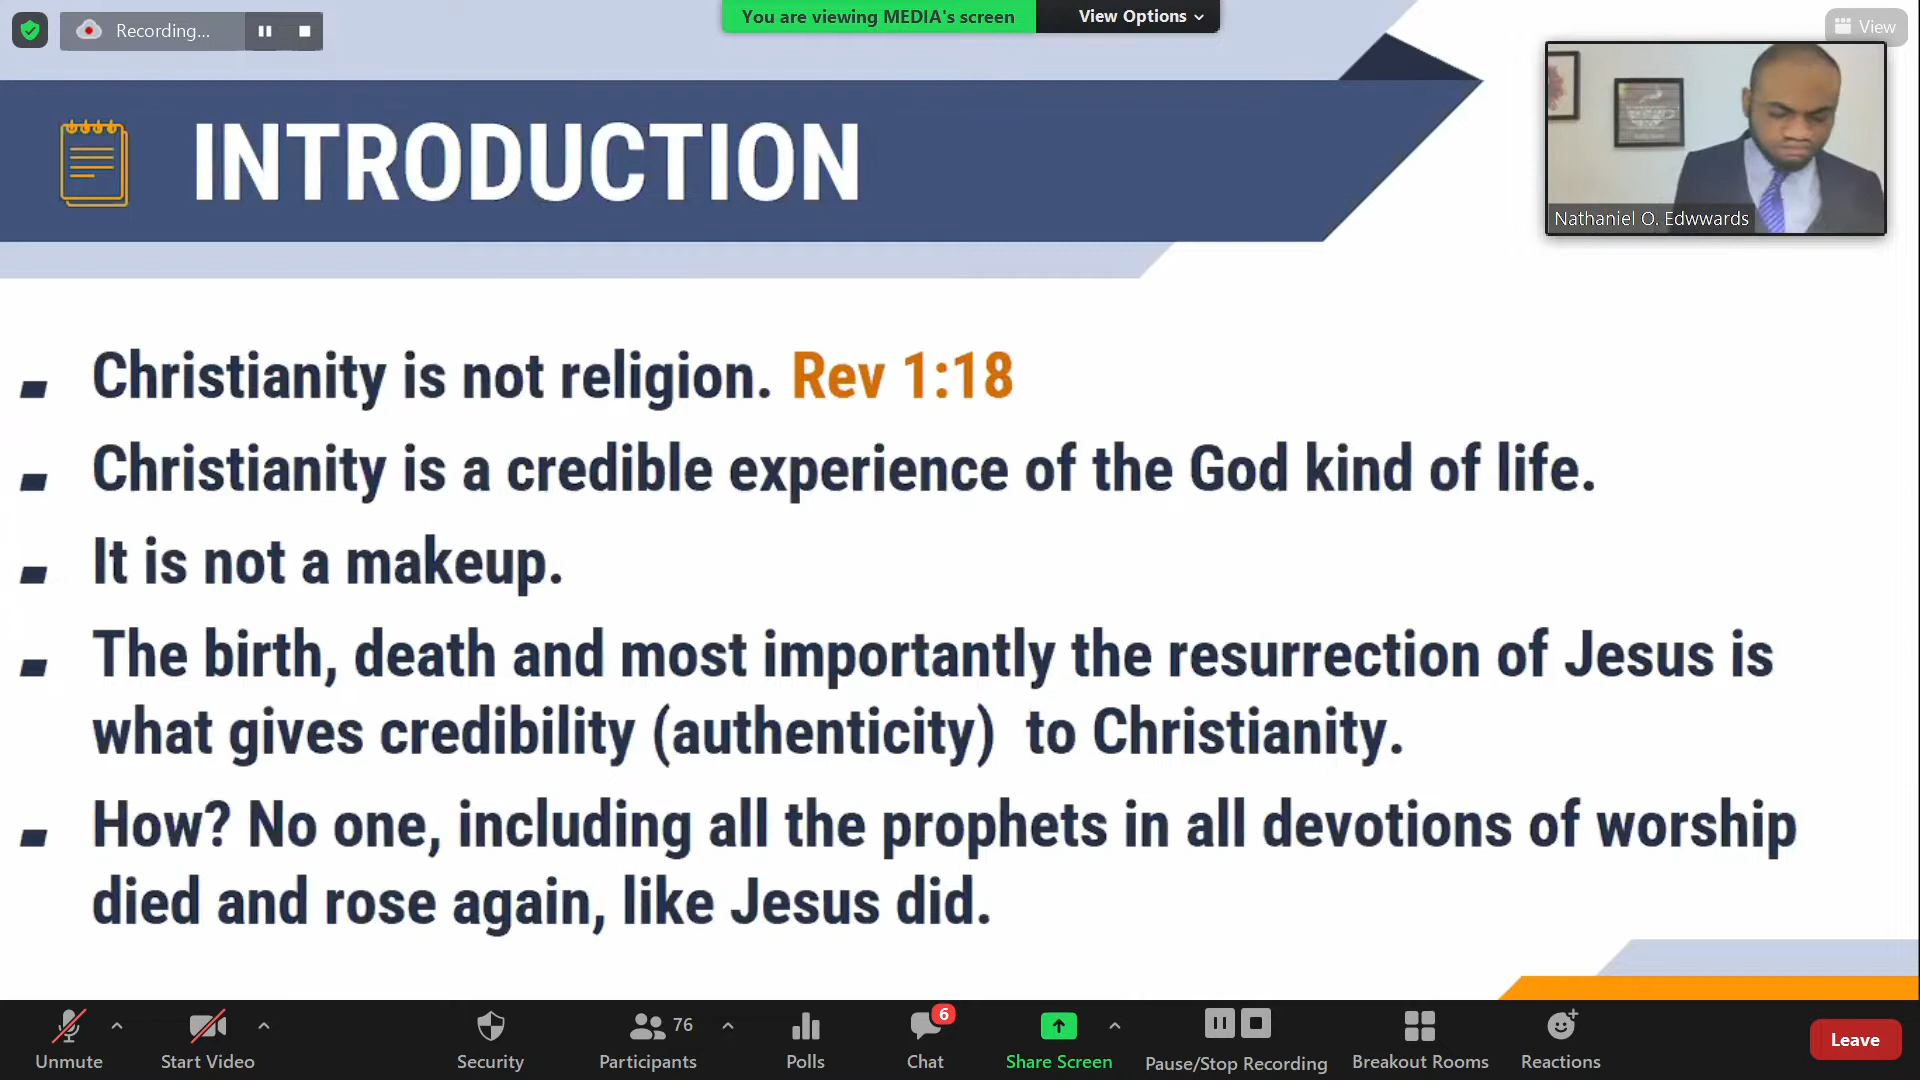 Recording...
You are viewing MEDIA's screen
View Options
View
INTRODUCTION
Nathaniel O. Edwwards
Christianity is not religion. Rev 1:18
Christianity is a credible experience of the God kind of life.
It is not a makeup.
The birth, death and most importantly the resurrection of Jesus is
what gives credibility (authenticity) to Christianity.
How? No one, including all the prophets in all devotions of worship
died and rose again, like Jesus did.
76
6
Unmute
Start Video
Security
Participants
Polls
Chat
Share Screen
Pause/Stop Recording
Breakout Rooms
Reactions
Leave